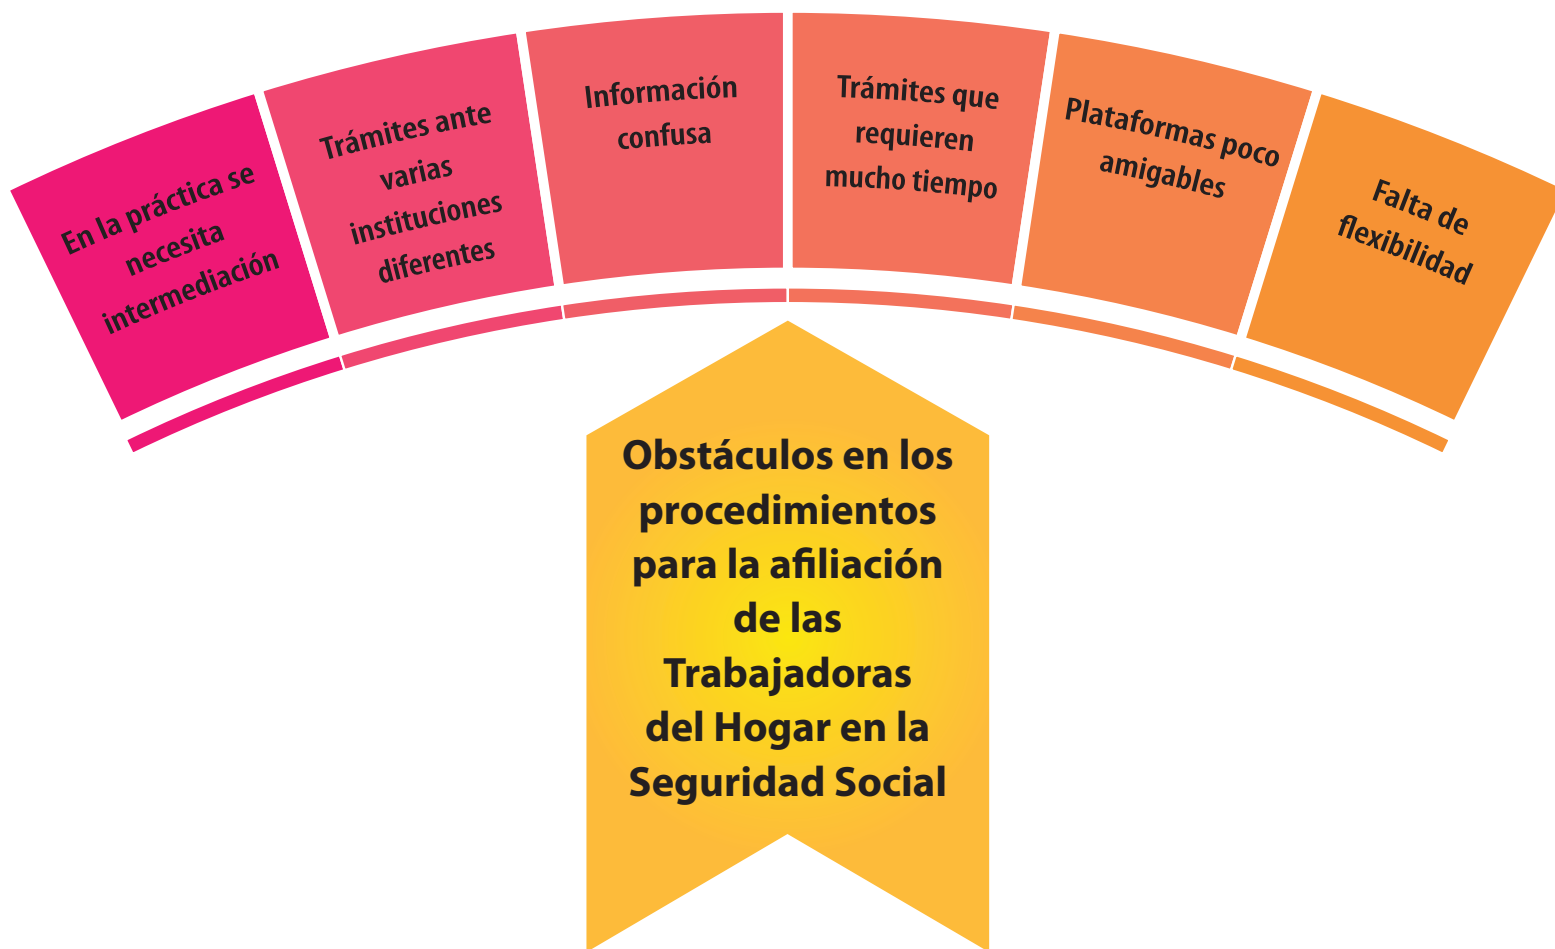 En la práctica se
necesita
intermediación
Trámites ante
varias
instituciones
diferentes
Información
confusa
Trámites que
requieren
mucho tiempo
Plataformas poco
amigables
Falta de
flexibilidad
Obstáculos en los
procedimientos
para la afiliación
de las
Trabajadoras
del Hogar en la
Seguridad Social